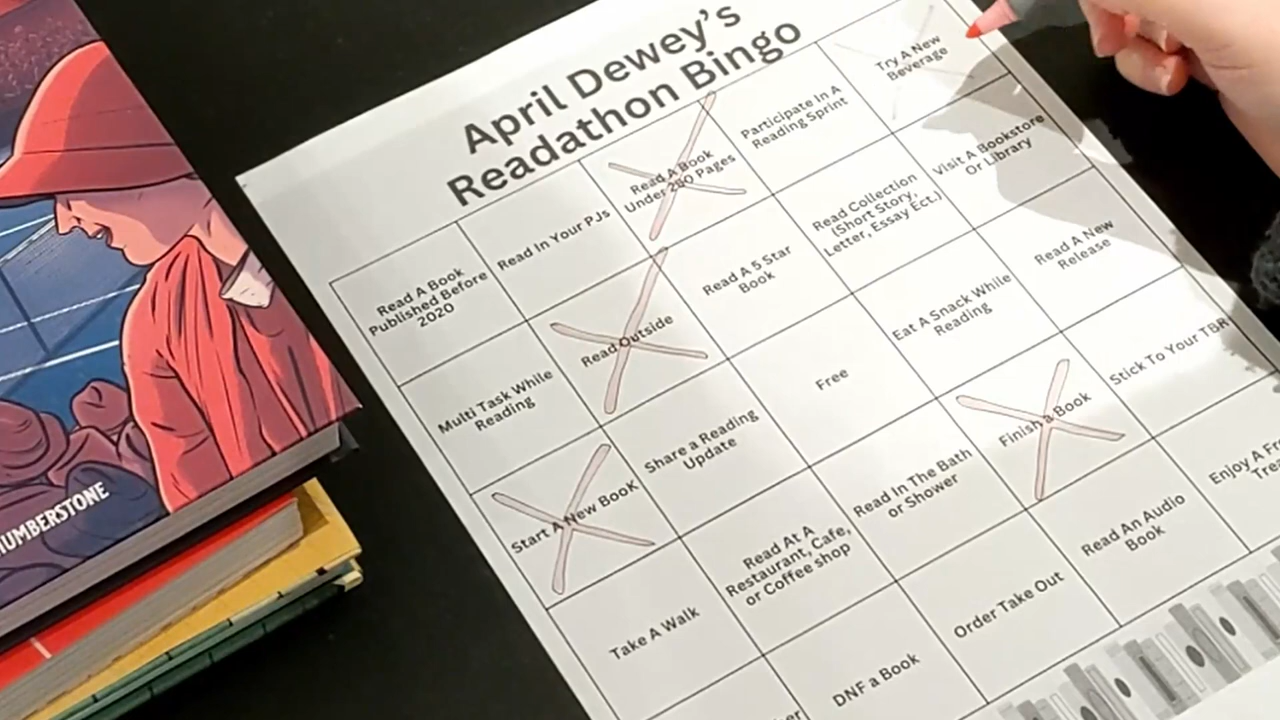 April Dewey's
Readathon Bingo
Read A Book
Published Before
2020
Read In Your PJs
Read A Book
Under Pages
Participate In A
Reading Sprint
Try A New
Beverage
Multi Task While
Reading
Read Outside
Read A 5 Star
Book
Read Collection
(Short Story,
Letter, Essay Ect.)
Visit A Bookstore
Or Library
Start A New BooK
Share a Reading
Update
Free
Eat A Snack While
Reading
Read A New
Release
Take A Walk
Read At A
Restaurant, Cafe,
or Coffee shop
Read In The Bath
or Shower
Finish a Book
Stick To Your TBR
DNF a Book
Order Take Out
Read An Audio
Book
Enjoy A
UMBERSTONE